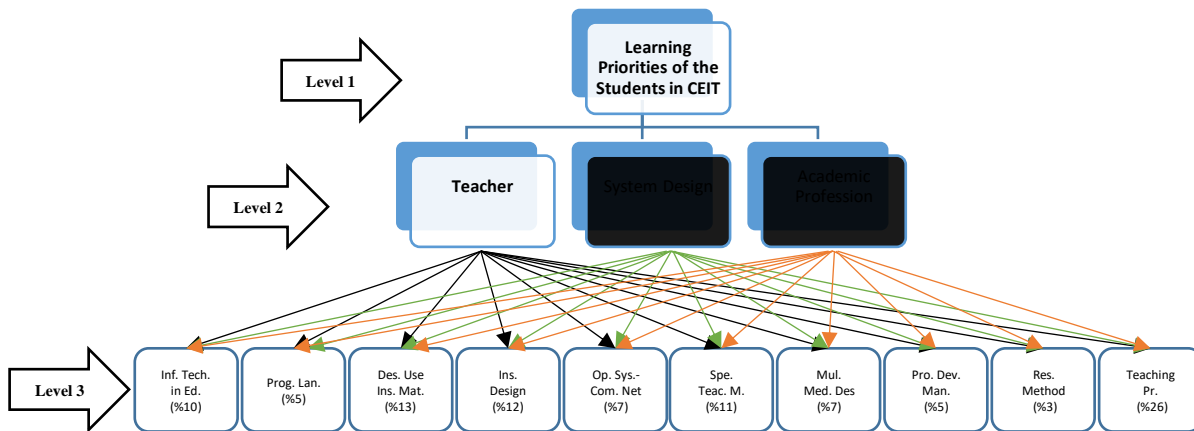 Learning
Priorities of the
Students in CEIT
Level 1
Teacher
System Design
Academic
Profession
Level 2
Level 3
Inf. Tech.
in Ed.
(%10)
Prog. Lan.
(%5)
Des. Use
Ins. Mat.
(%13)
Ins.
Design
(%12)
Op. Sys.-
Com. Net
(%7)
Spe.
Teac. M.
(%11)
Mul.
Med. Des
(%7)
Pro. Dev.
Man.
(%5)
Res.
Method
(%3)
Teaching
Pr.
(%26)